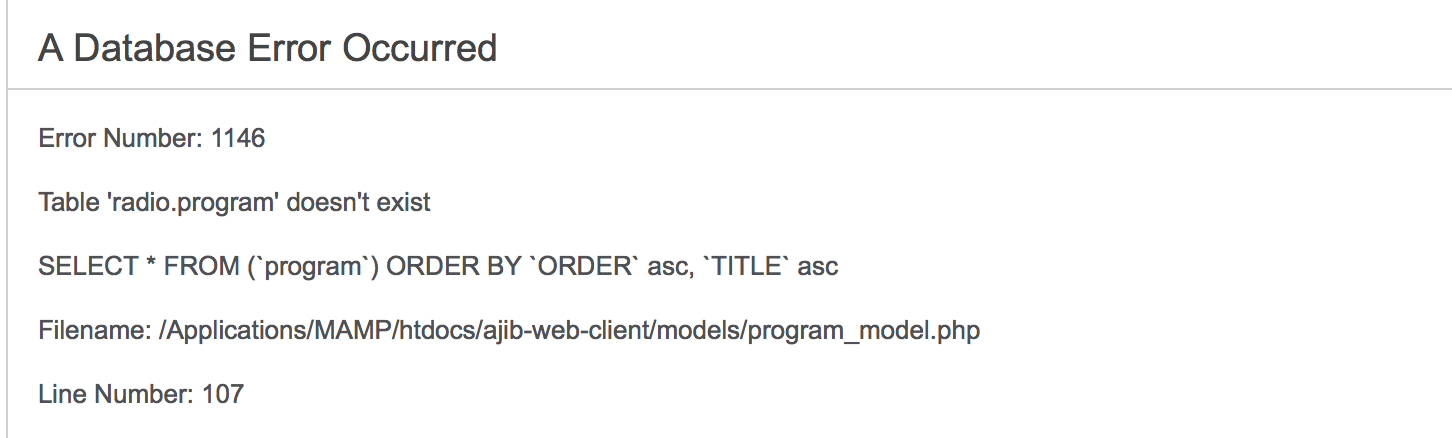 A Database Error Occurred
Error Number: 1146
Table 'radio.program' doesn't exist
SELECT * FROM (`program`) ORDER BY `ORDER` asc, `TITLE` asc
Filename: /Applications/MAMP/htdocs/ajib-web-client/models/program_model.php
Line Number: 107